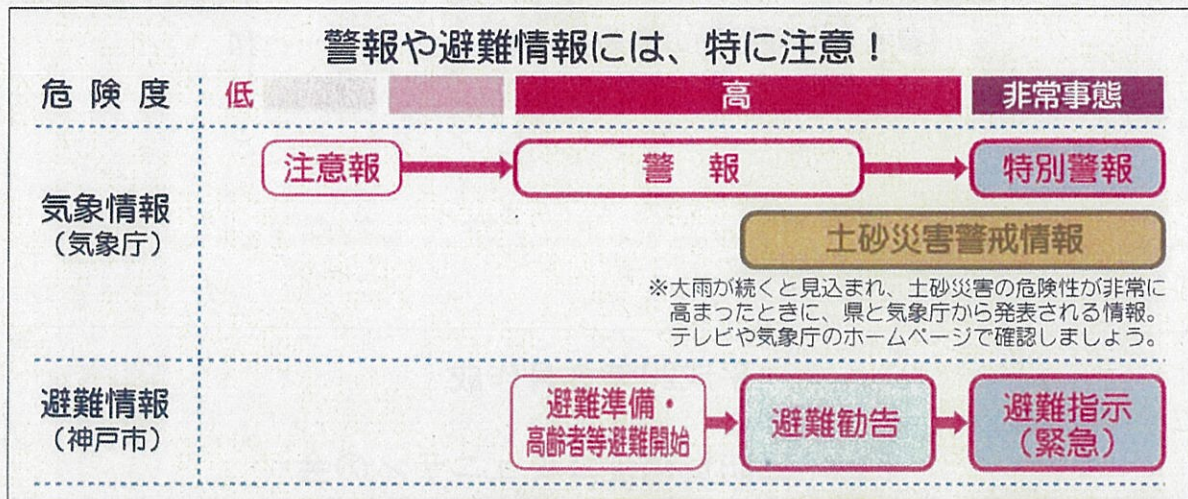 警報や避難情報には、特に注意！
危険度
低
高
非常事態
気象情報
（気象庁）
注意報
警報
特別警報
土砂災害警戒情報
※大雨が続くと見込まれ、土砂災害の危険性が非常に
高まったときに、県と気象庁から発表される情報。
テレビや気象庁のホームページで確認しましょう。
避難情報
（神戸市）
避難準備・
高齢者等避難開始
避難勧告
避難指示
（緊急）